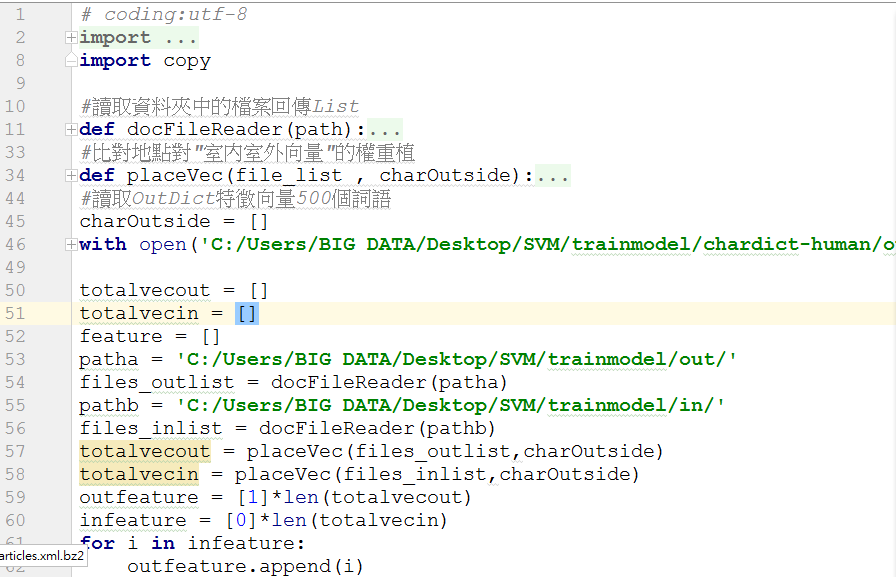 1 # coding:utf-8
2 import ...
8 import copy
9
10 #讀取資料夾中的檔案回傳List
11 def docFileReader(path):...
33 #比對地點對"室內室外向量"的權重植
34 def placeVec(file_list , charOutside):...
44 #讀取OutDict特徵向量500個詞語
45 charOutside = []
46 with open('C:/Users/BIG DATA/Desktop/SVM/trainmodel/chardict-human/o
49
50 totalvecout = []
51 totalvecin = []
52 feature = []
53 patha = 'C:/Users/BIG DATA/Desktop/SVM/trainmodel/out/'
54 files_outlist = docFileReader(patha)
55 pathb = 'C:/Users/BIG DATA/Desktop/SVM/trainmodel/in/'
56 files_inlist = docFileReader(pathb)
57 totalvecout = placeVec(files_outlist,charOutside)
58 totalvecin = placeVec(files_inlist,charOutside)
59 outfeature = [1]*len(totalvecout)
60 infeature = [0]*len(totalvecin)
61 for i in infeature:
articles.xml.bz2
62 outfeature.append(i)